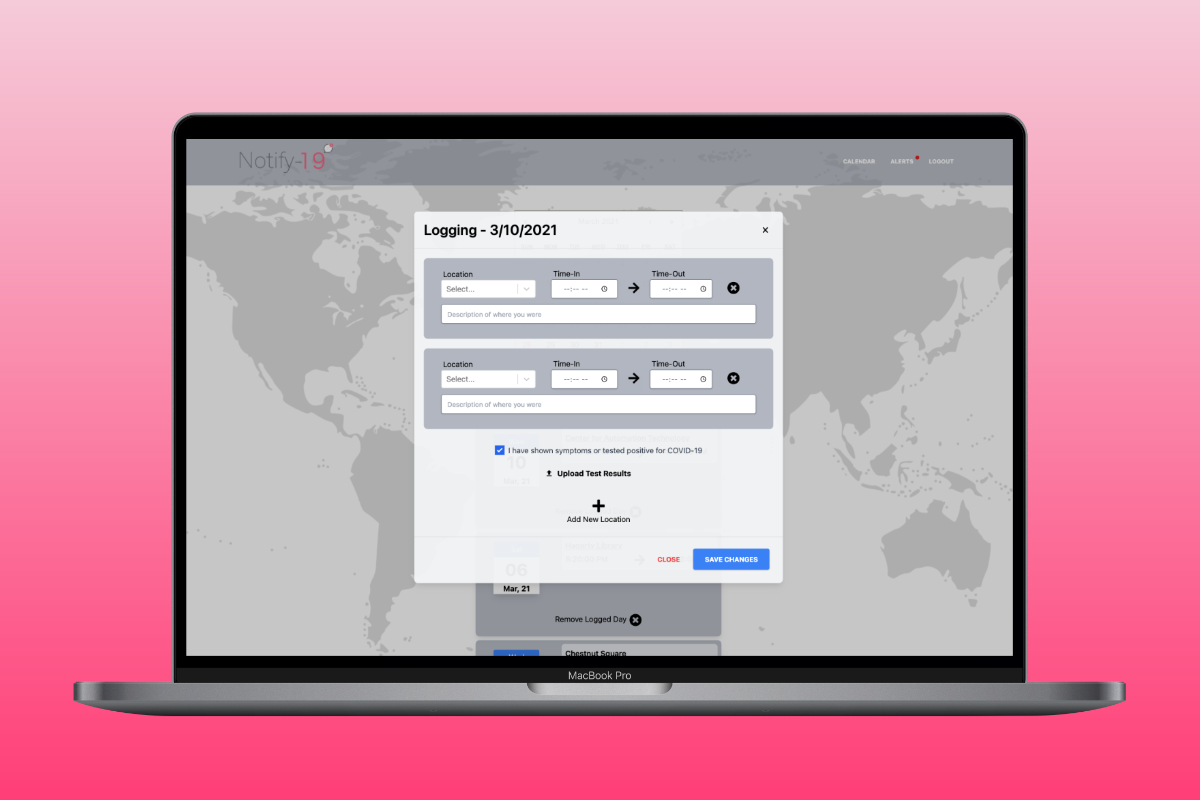 Notify-19
CALENDAR ALERTS LOGOUT
Logging - 3/10/2021
Location Time-In Time-Out
Select... --:-- -- --:-- --
Description of where you were
Location Time-In Time-Out
Select... --:-- -- --:-- --
Description of where you were
I have shown symptoms or tested positive for COVID-19
10
Mar, 21
Upload Test Results
Add New Location
CLOSE SAVE CHANGES
06
Mar, 21
Remove Logged Day
Chestnut Square
MacBook Pro